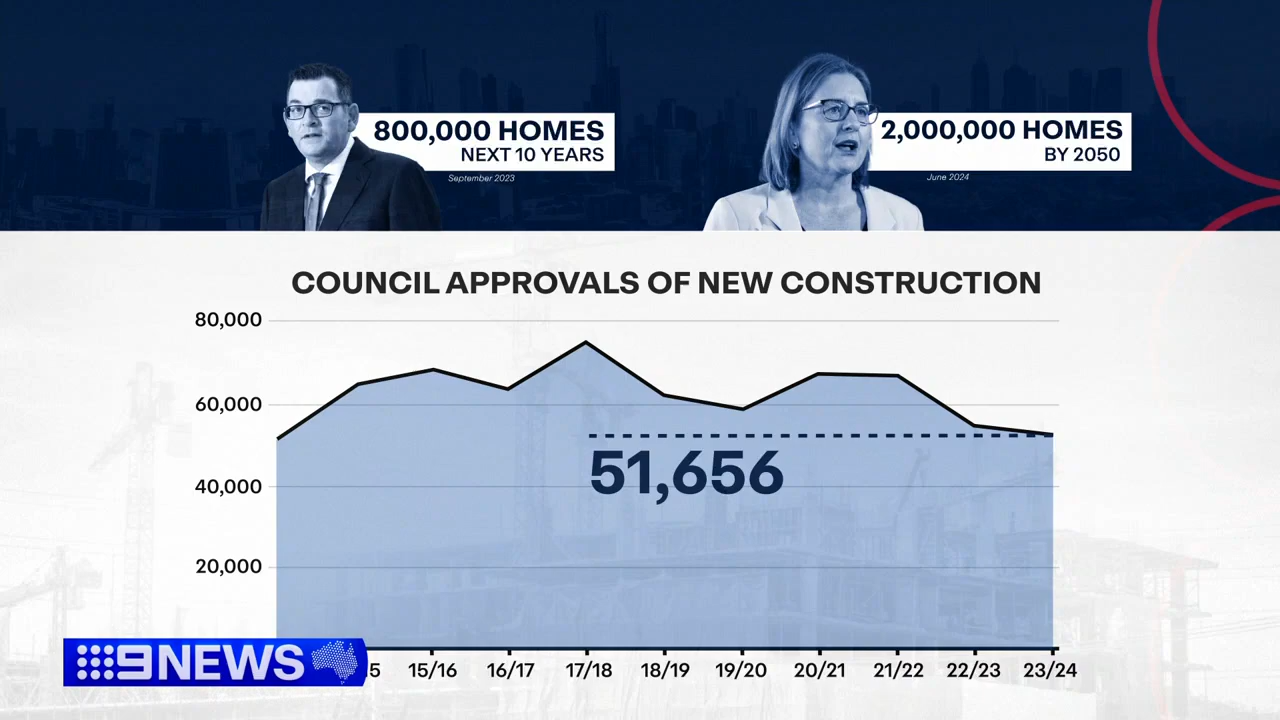 800,000 HOMES
NEXT 10 YEARS
September 2023
2,000,000 HOMES
BY 2050
June 2024
COUNCIL APPROVALS OF NEW CONSTRUCTION
80,000
60,000
40,000
20,000
51,656
15 15/16 16/17 17/18 18/19 19/20 20/21 21/22 22/23 23/24
9NEWS